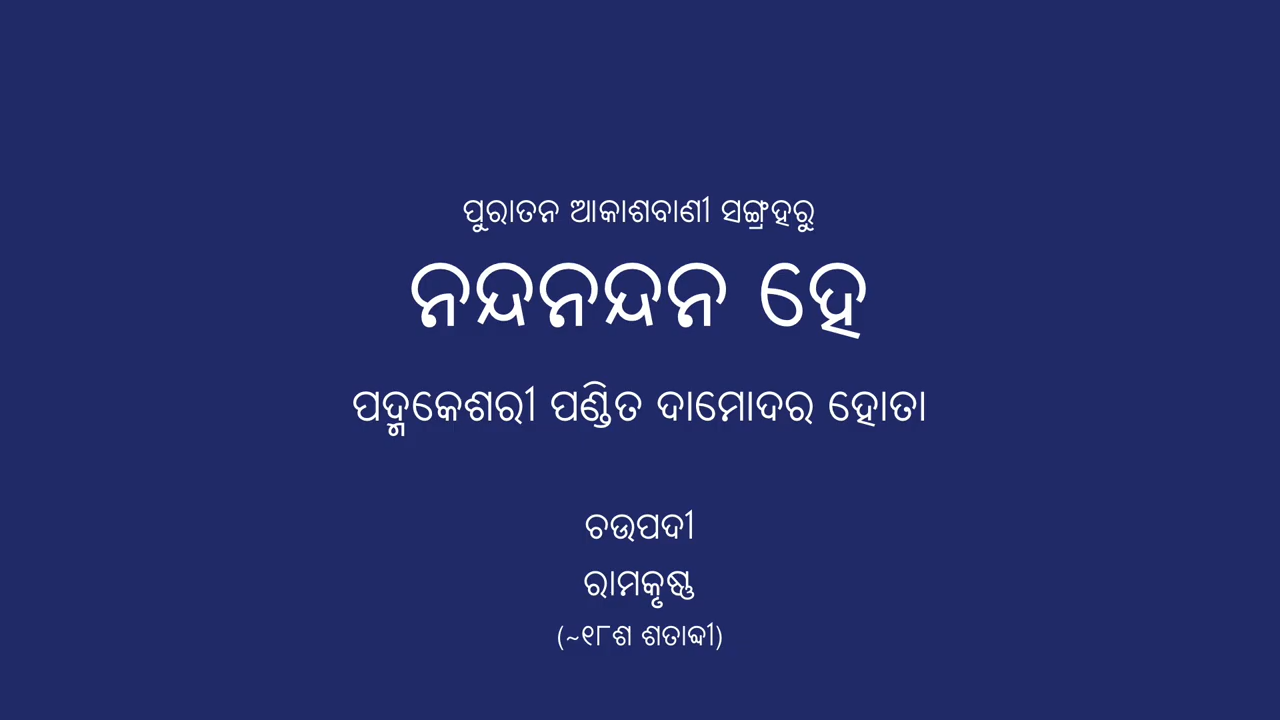 ପୁରାତନ ଆକାଶବାଣୀ ସଙ୍ଗ୍ରହରୁ
ନନ୍ଦନନ୍ଦନ ହେ
ପଦ୍ମକେଶରୀ ପଣ୍ଡିତ ଦାମୋଦର ହୋତା
ଚଉପଦୀ
ରାମକୃଷ୍ଣ
(~୧୮ଶ ଶତାବ୍ଦୀ)